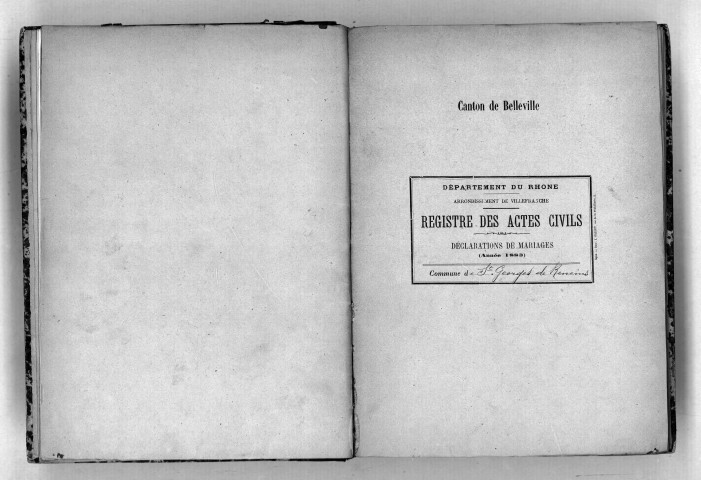 Canton de Belleville
DÉPARTEMENT DU RHONE
ARRONDISSEMENT DE VILLEFRANCHE
REGISTRE DES ACTES CIVILS
DÉCLARATIONS DE MARIAGES
(Année 1883)
Commune de St Georges de Reneins